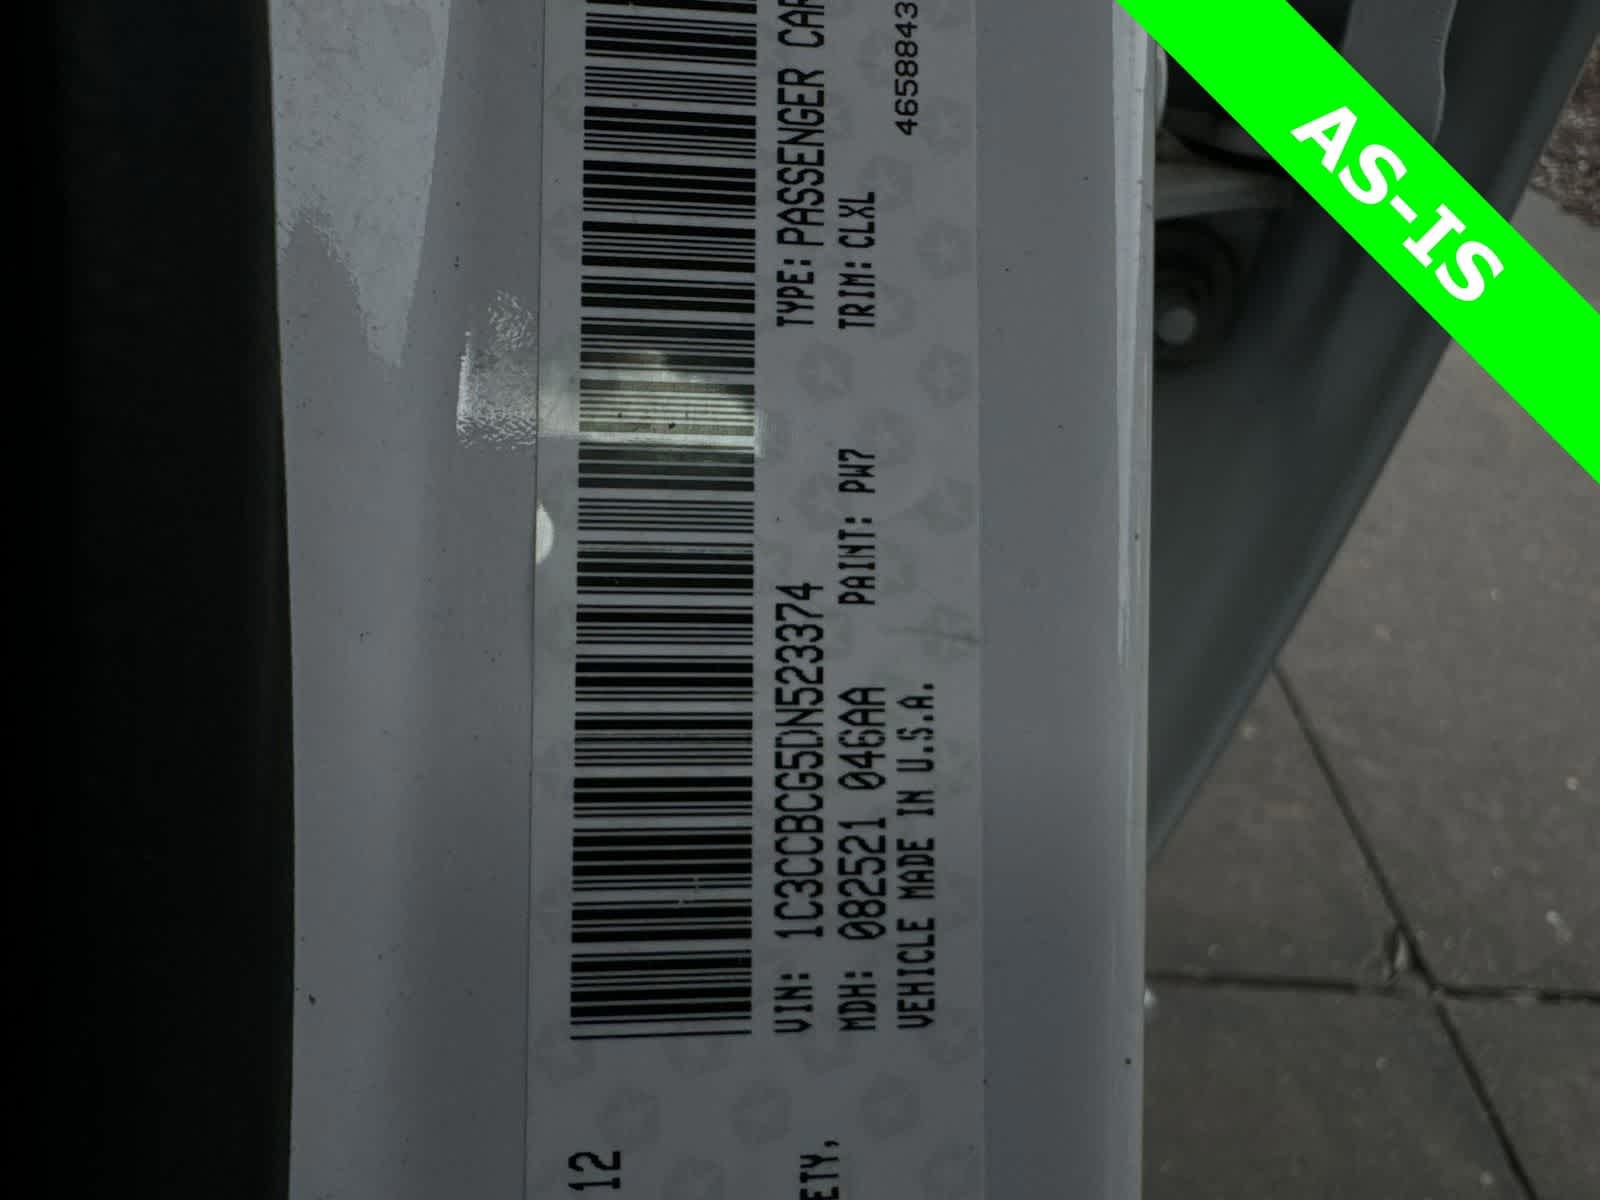 12
ETY,
VIN: 1C3CCBCG5DN523374
TYPE: PASSENGER CAR
MDH: 082521 046AA
PAINT: PW7
TRIM: CLXL
VEHICLE MADE IN U.S.A.
4658843
AS-IS